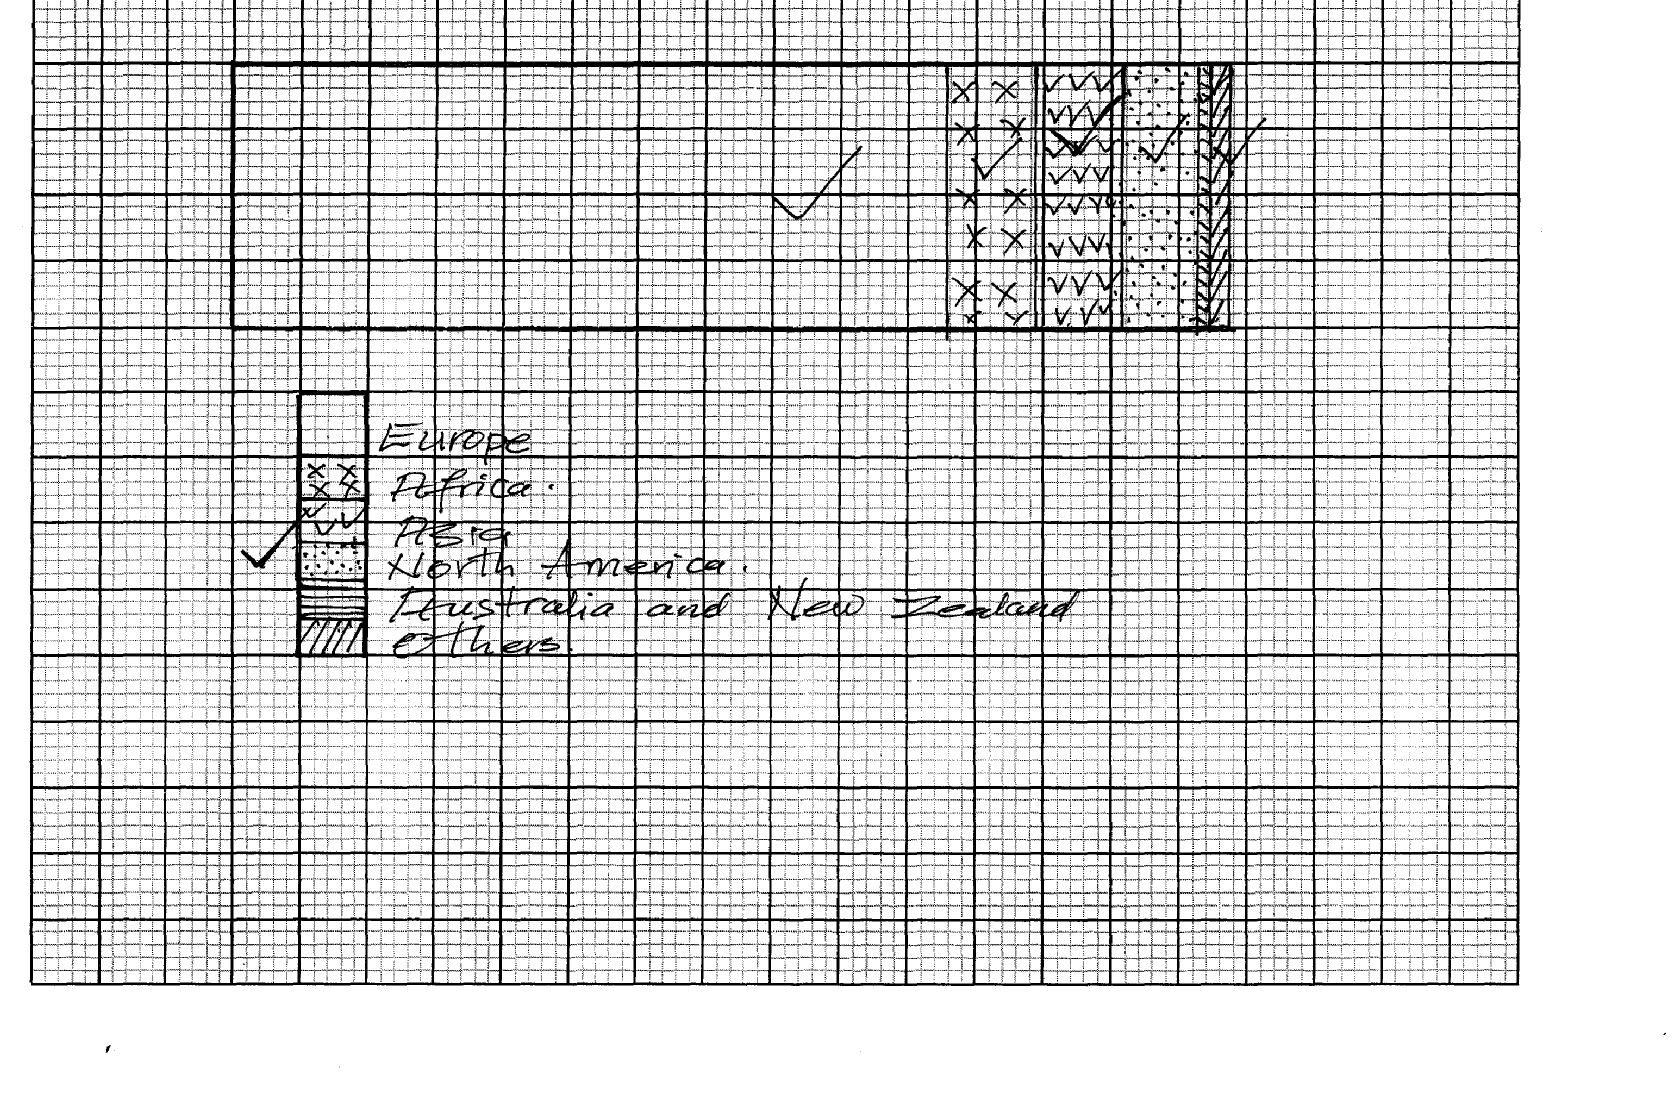 Europe
Africa.
Asia
North America.
Australia and New Zealand
Others.